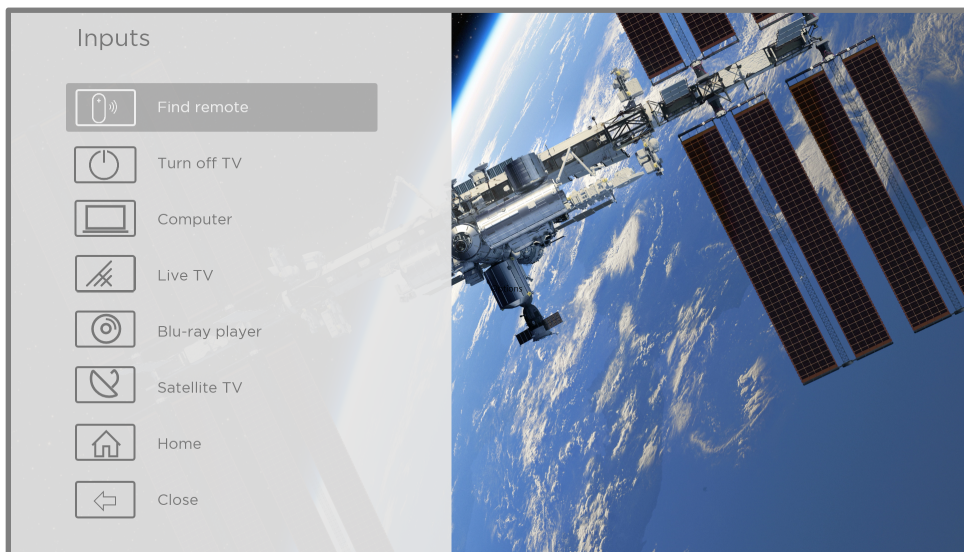 Inputs
Find remote
Turn off TV
Computer
Live TV
Blu-ray player
Satellite TV
Home
Close